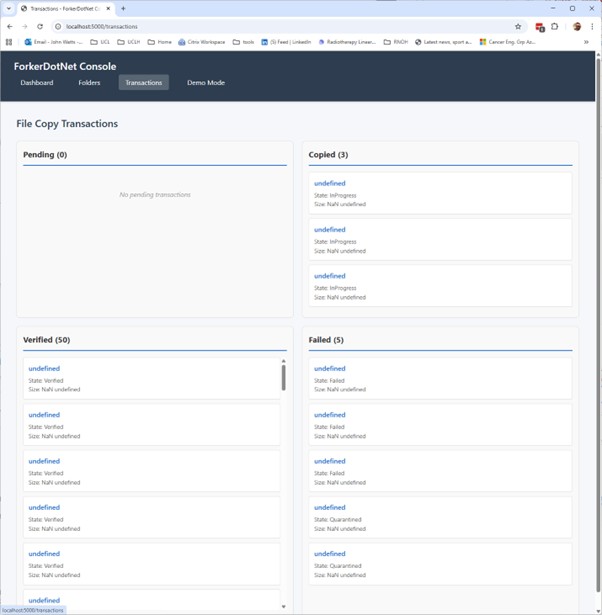 Transactions - ForkerDotNet C
localhost:5000/transactions
Email - John Watts -...
UCL
UCLH
Home
Citrix Workspace
tools
(5) Feed | LinkedIn
Radiotherapy Linear...
RNOH
Latest news, sport a...
Cancer Eng. Exp As...
ForkerDotNet Console
Dashboard
Folders
Transactions
Demo Mode
File Copy Transactions
Pending (0)
No pending transactions
Copied (3)
undefined
State: InProgress
Size: NaN undefined
undefined
State: InProgress
Size: NaN undefined
undefined
State: InProgress
Size: NaN undefined
Verified (50)
undefined
State: Verified
Size: NaN undefined
undefined
State: Verified
Size: NaN undefined
undefined
State: Verified
Size: NaN undefined
undefined
State: Verified
Size: NaN undefined
undefined
State: Verified
Size: NaN undefined
undefined
Failed (5)
undefined
State: Failed
Size: NaN undefined
undefined
State: Failed
Size: NaN undefined
undefined
State: Failed
Size: NaN undefined
undefined
State: Quarantined
Size: NaN undefined
undefined
State: Quarantined
Size: NaN undefined
localhost:5000/transactions